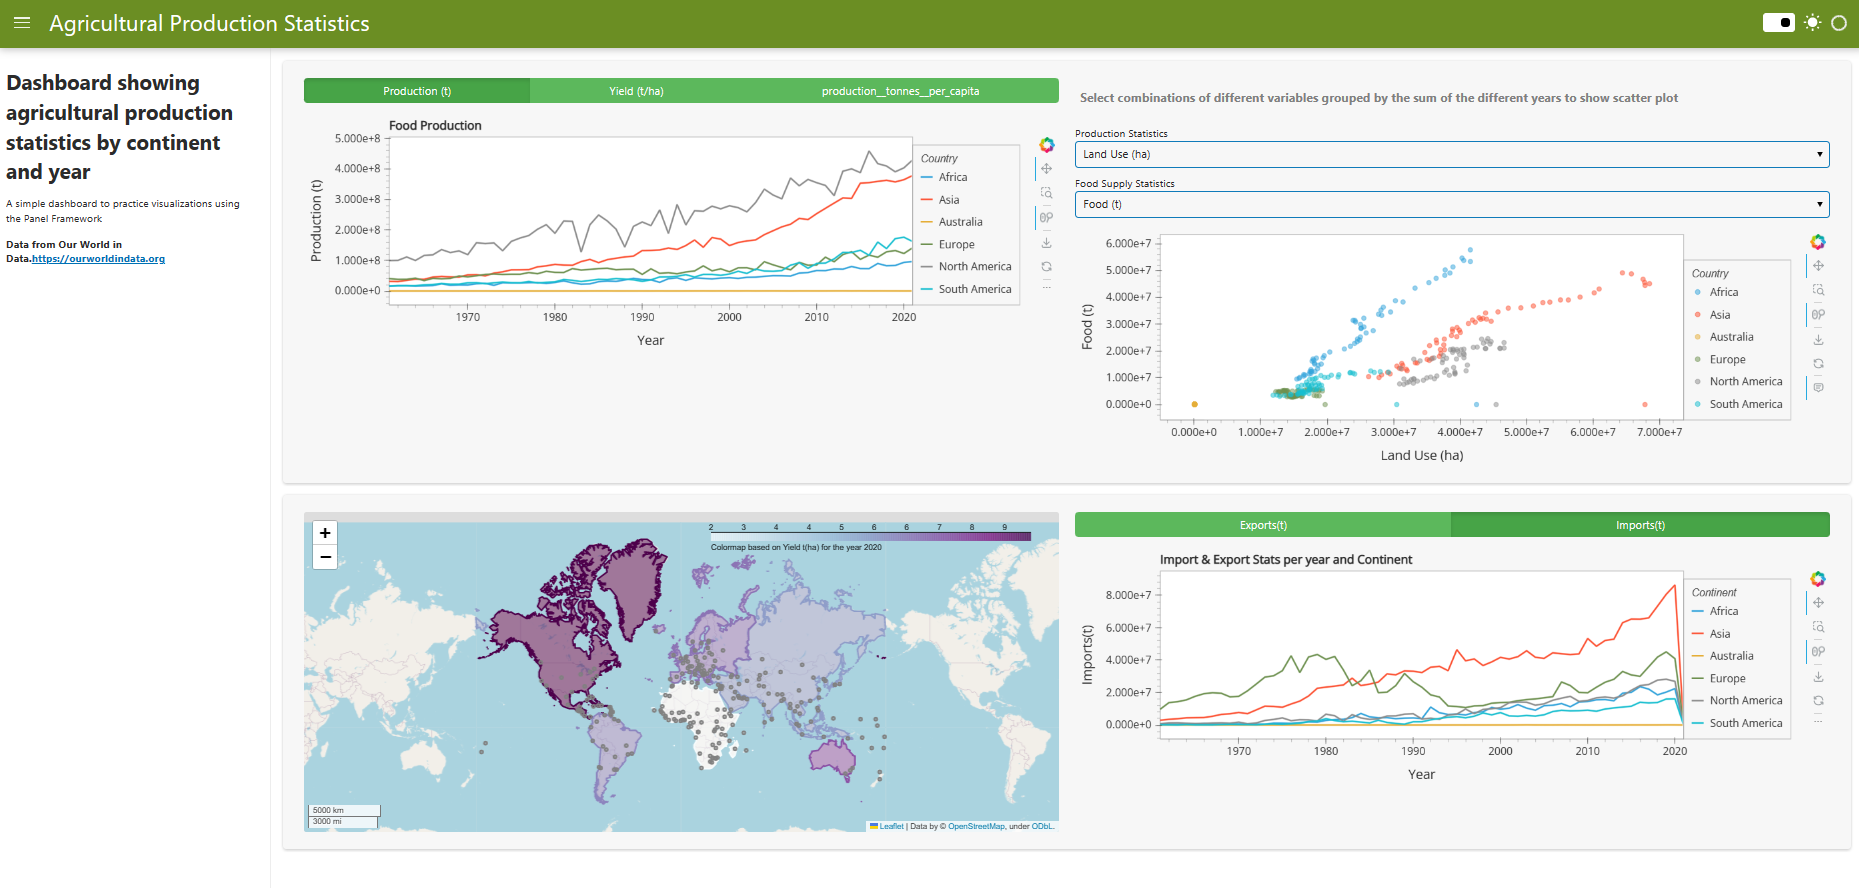 Agricultural Production Statistics
Dashboard showing
agricultural production
statistics by continent
and year
A simple dashboard to practice visualizations using
the Panel Framework
Data from Our World in
Data.https://ourworldindata.org
Production (t)
Yield (t/ha)
production__tonnes__per_capita
Food Production
5.000e+8
4.000e+8
3.000e+8
2.000e+8
1.000e+8
0.000e+0
Production (t)
1970
1980
1990
2000
2010
2020
Year
Country
Africa
Asia
Australia
Europe
North America
South America
Select combinations of different variables grouped by the sum of the different years to show scatter plot
Production Statistics
Land Use (ha)
Food Supply Statistics
Food (t)
6.000e+7
5.000e+7
4.000e+7
3.000e+7
2.000e+7
1.000e+7
0.000e+0
Food (t)
0.000e+0
1.000e+7
2.000e+7
3.000e+7
4.000e+7
5.000e+7
6.000e+7
7.000e+7
Land Use (ha)
Country
Africa
Asia
Australia
Europe
North America
South America
+
−
2 3 4 4 5 6 6 7 8 9
Colormap based on Yield t(ha) for the year 2020
5000 km
3000 mi
Leaflet | Data by © OpenStreetMap, under ODbL.
Exports(t)
Imports(t)
Import & Export Stats per year and Continent
8.000e+7
6.000e+7
4.000e+7
2.000e+7
0.000e+0
Imports(t)
1970
1980
1990
2000
2010
2020
Year
Continent
Africa
Asia
Australia
Europe
North America
South America